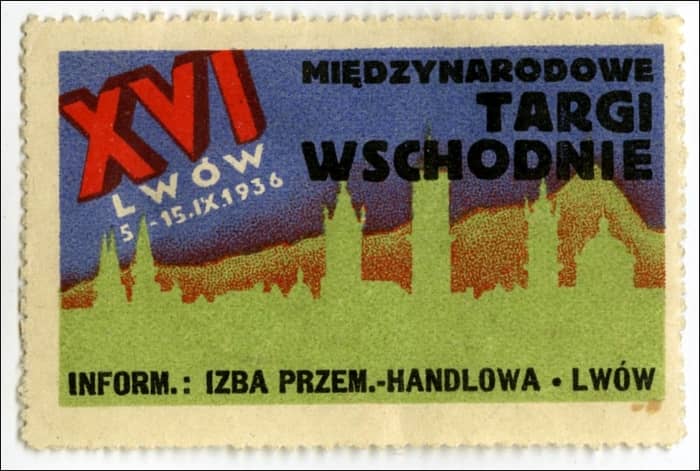 XVI
LWÓW
5-15.IX.1936
MIĘDZYNARODOWE
TARGI
WSCHODNIE
INFORM.: IZBA PRZEM.-HANDLOWA • LWÓW